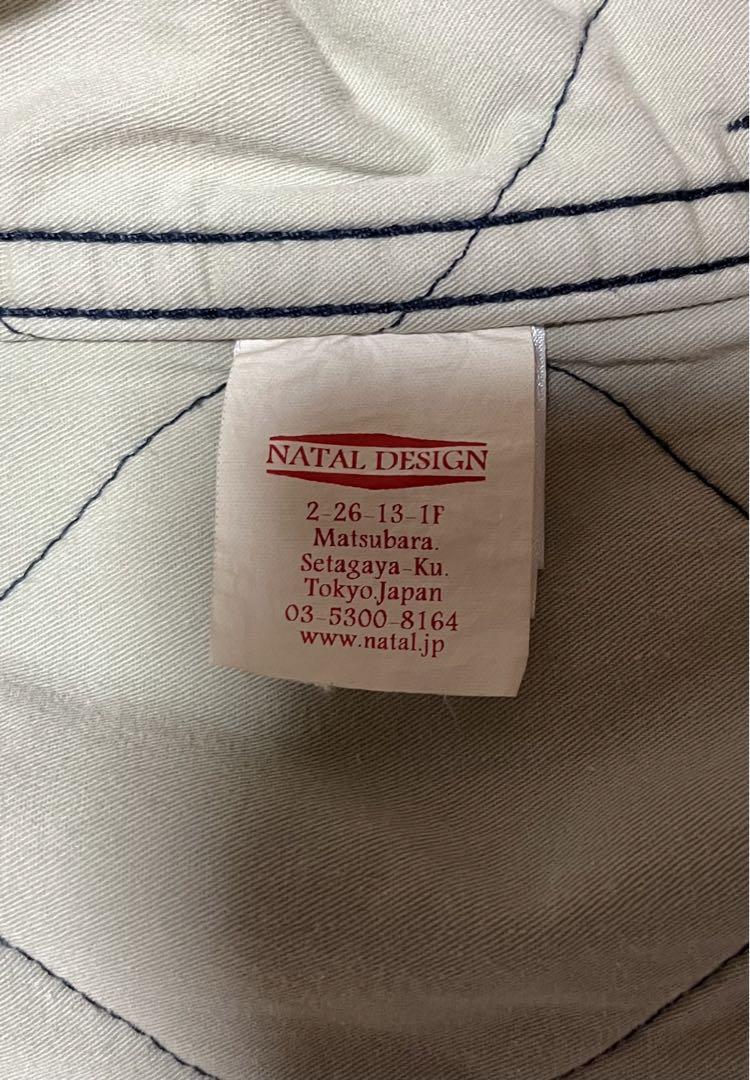 NATAL DESIGN
2-26-13-1F
Matsubara.
Setagaya-Ku.
Tokyo.Japan
03-5300-8164
www.natal.jp